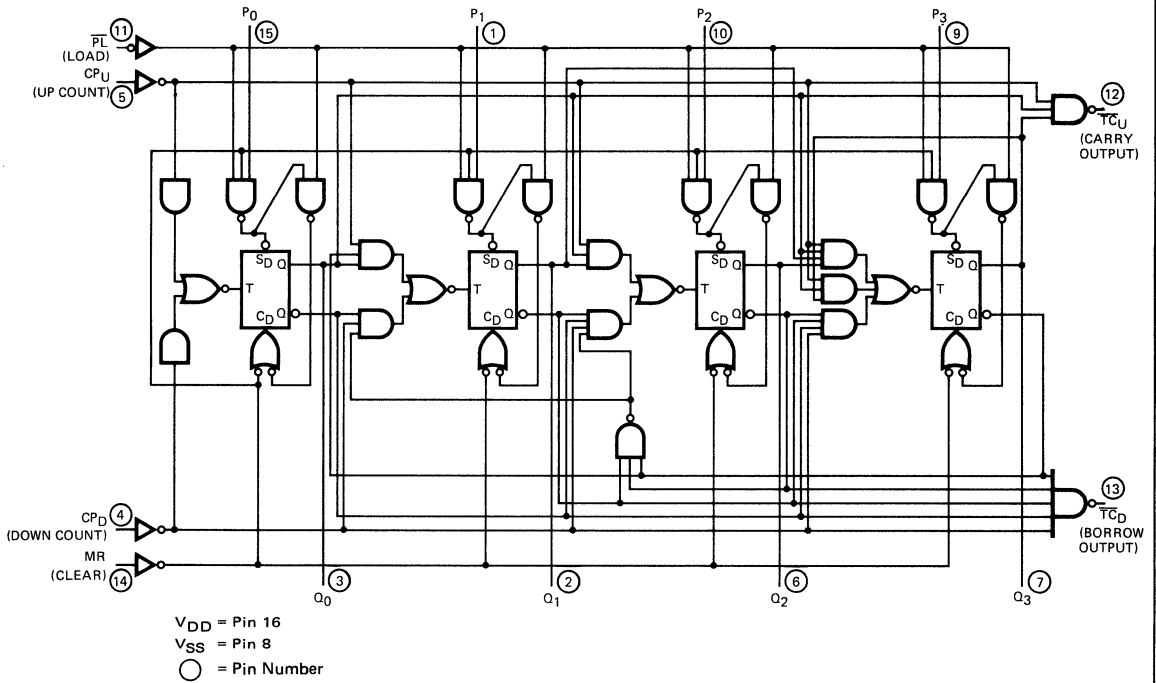 P0 P1 P2 P3
11 15 1 10 9
PL
(LOAD)
CPU
(UP COUNT)
5
12
TCU
(CARRY
OUTPUT)
SD Q SD Q SD Q SD Q
T T T T
CD Q CD Q CD Q CD Q
4
CPD
(DOWN COUNT)
13
TCD
(BORROW
OUTPUT)
MR
(CLEAR)
14
3 2 6 7
Q0 Q1 Q2 Q3
VDD = Pin 16
VSS = Pin 8
= Pin Number